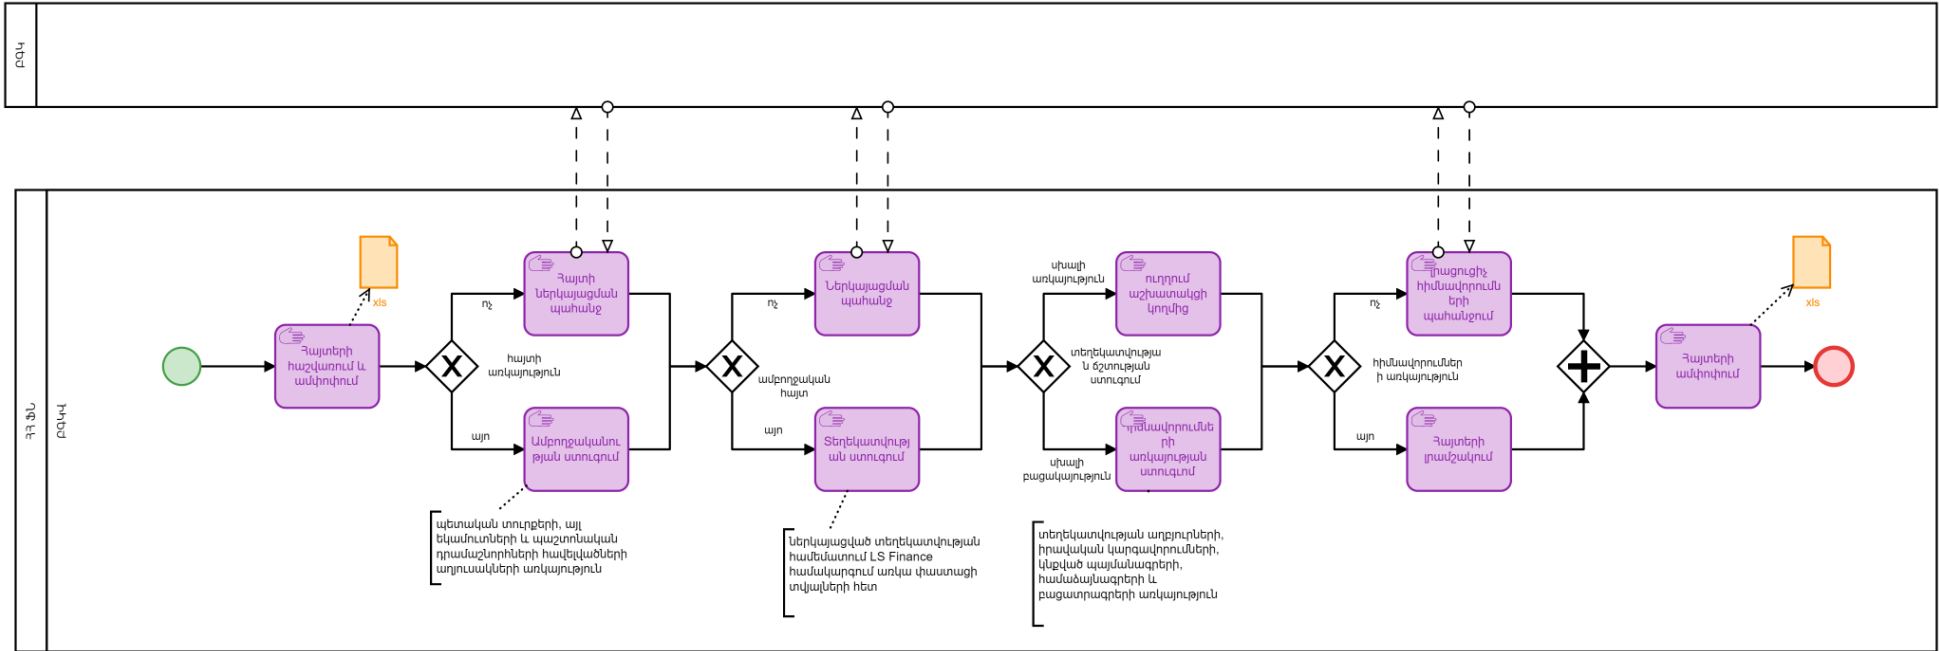 ԲԳԿ
ՀՀ ՖՆ
ԲԳԿՎ
xls
Հայտերի
հաշվառում և
ամփոփում
ոչ
հայտի
առկայություն
այո
Հայտի
ներկայացման
պահանջ
Ամբողջականու
թյան ստուգում
պետական տուրքերի, այլ
եկամուտների և պաշտոնական
դրամաշնորհների հավելվածների
աղյուսակների առկայություն
ոչ
ամբողջական
հայտ
այո
Ներկայացման
պահանջ
Տեղեկատվությ
ան ստուգում
ներկայացված տեղեկատվության
համեմատում LS Finance
համակարգում առկա փաստացի
տվյալների հետ
սխալի
առկայություն
տեղեկատվությա
ն ճշտության
ստուգում
սխալի
բացակայություն
ուղղում
աշխատակցի
կողմից
հիմնավորումնե
րի
առկայության
ստուգւոմ
տեղեկատվության աղբյուրների,
իրավական կարգավորումների,
կնքված պայմանագրերի,
համաձայնագրերի և
բացատրագրերի առկայություն
ոչ
հիմնավորումներ
ի առկայություն
այո
լրացուցիչ
հիմնավորումն
երի
պահանջում
Հայտերի
լրամշակում
Հայտերի
ամփոփում
xls